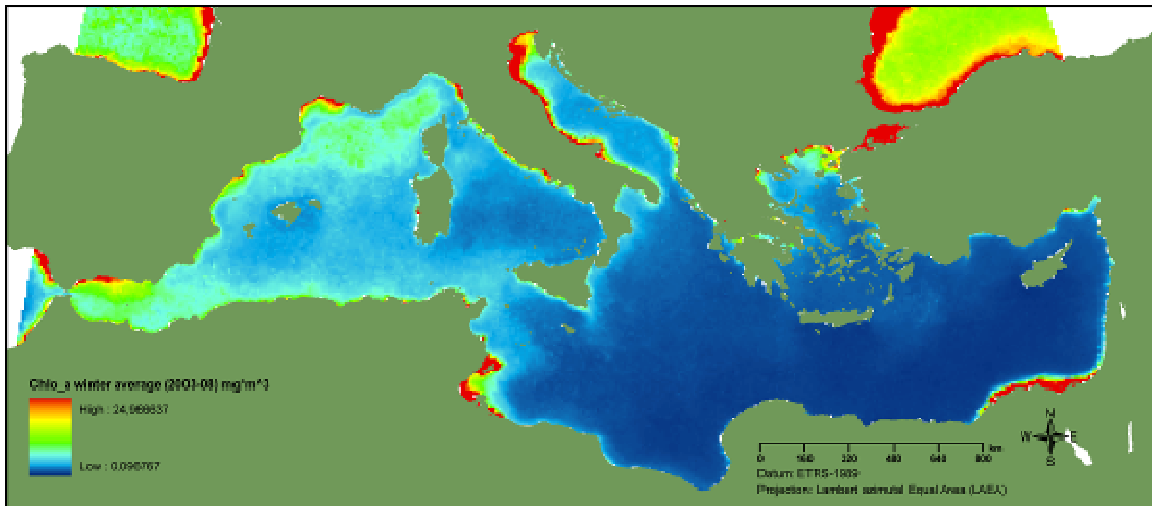 Chlo_a winter average (2003-08) mg*m^-3
High : 24,966637
Low : 0,096767
N
W E
S
km
0 160 320 480 640 800
Datum: ETRS-1989-
Projection: Lambert azimutal Equal Area (LAEA)